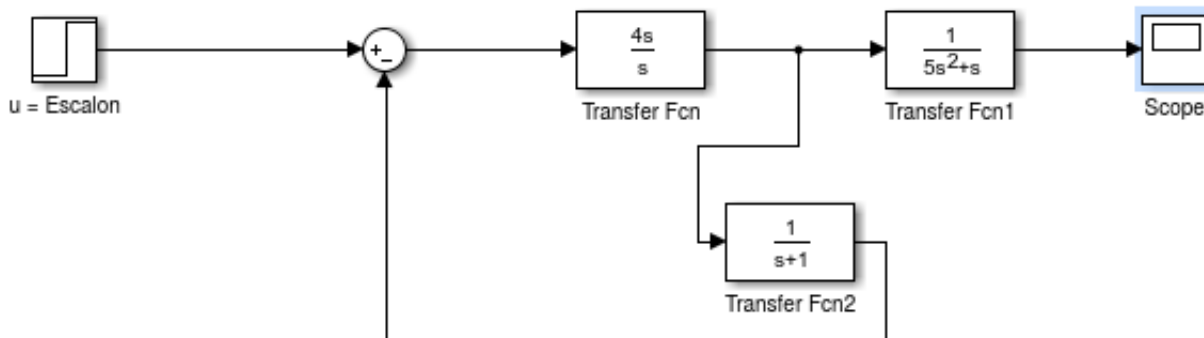 u = Escalon
+
−
4s
s
Transfer Fcn
1
5s²+s
Transfer Fcn1
Scope
1
s+1
Transfer Fcn2